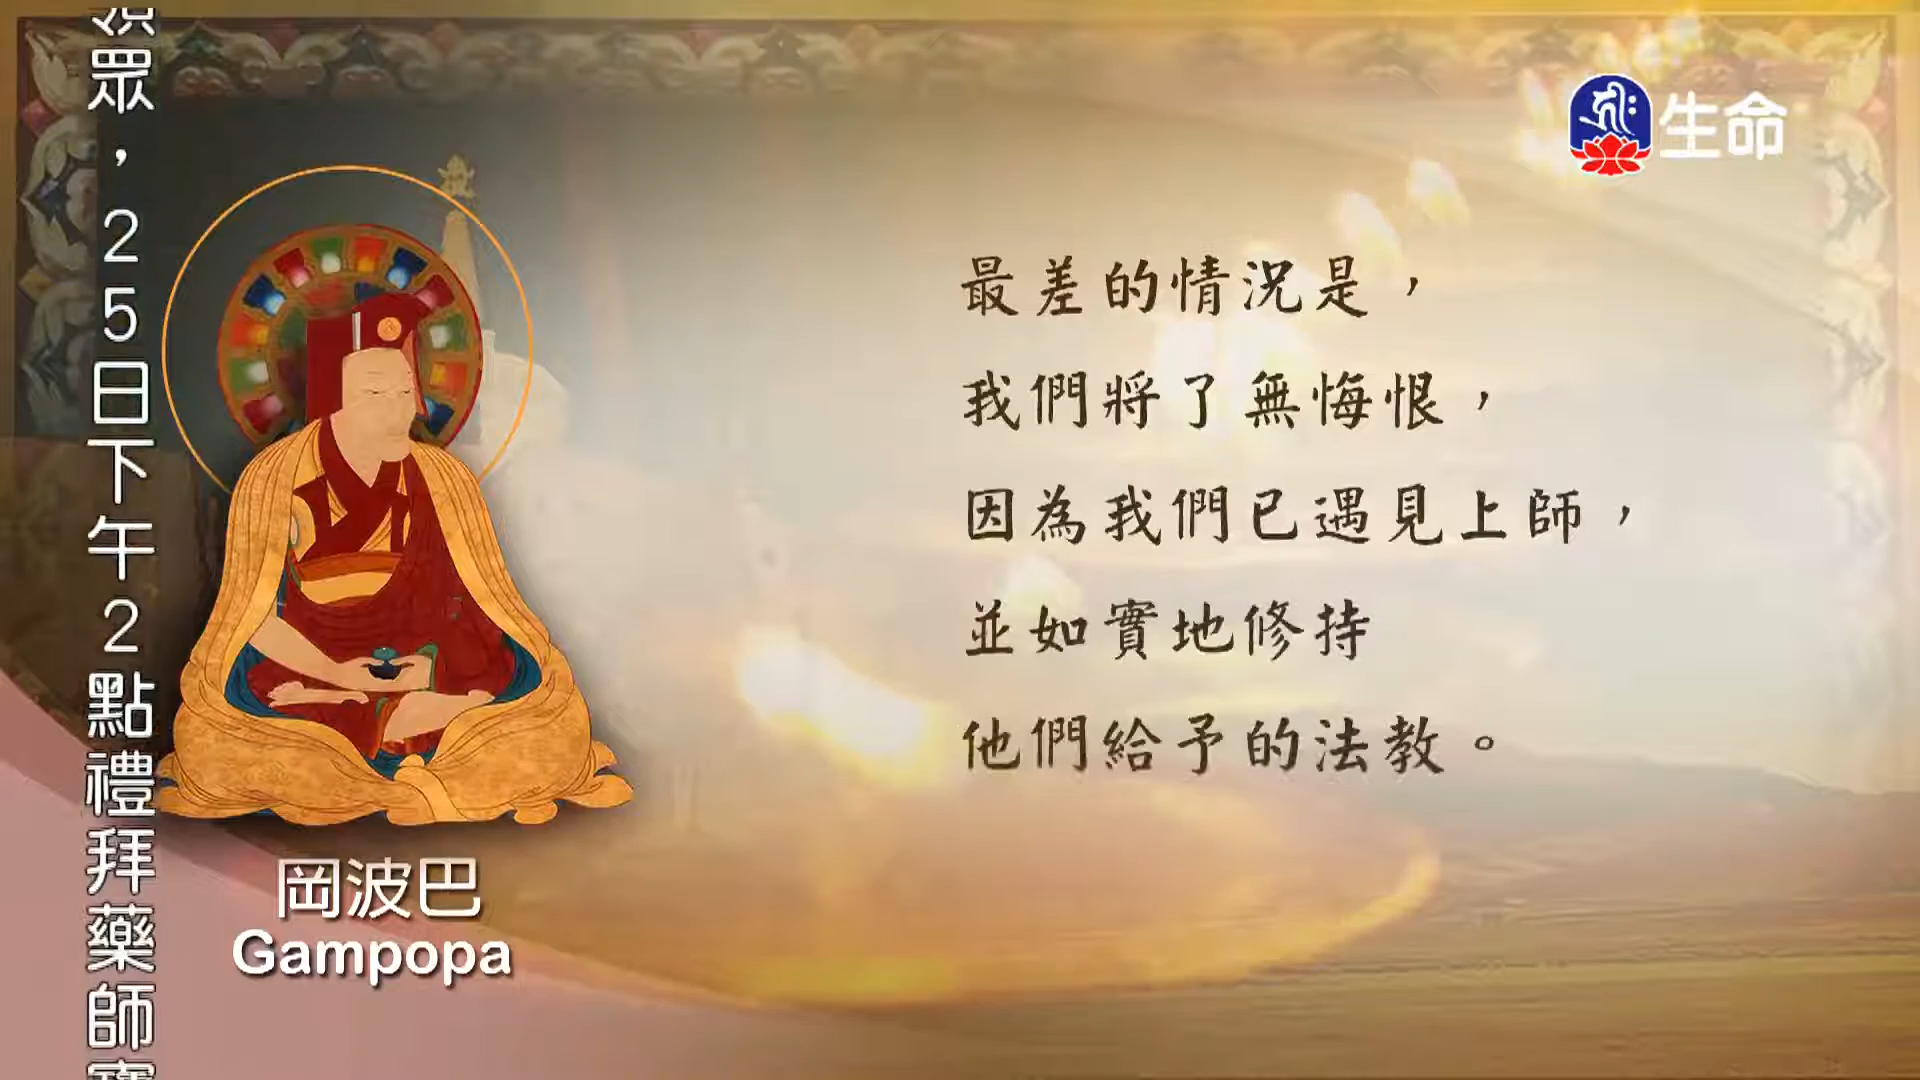 眾，25日下午2點禮拜藥師
生命
最差的情況是，
我們將了無悔恨，
因為我們已遇見上師，
並如實地修持
他們給予的法教。
岡波巴
Gampopa